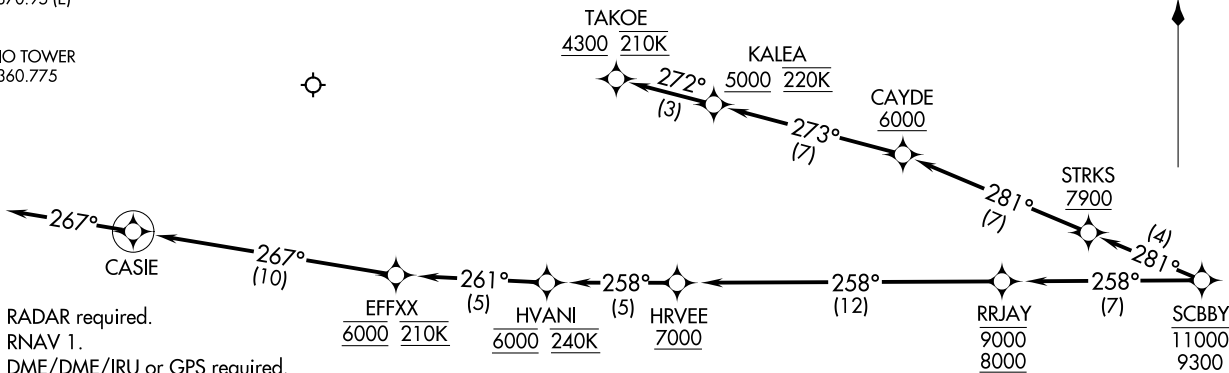 370.95 (E)
IO TOWER
360.775
TAKOE
4300 210K
272°
(3)
KALEA
5000 220K
273°
(7)
CAYDE
6000
281°
(7)
STRKS
7900
(4)
281°
267°
CASIE
267°
(10)
EFFXX
6000 210K
261°
(5)
HVANI
6000 240K
258°
(5)
HRVEE
7000
258°
(12)
RRJAY
9000
8000
258°
(7)
SCBBY
11000
9300
RADAR required.
RNAV 1.
DME/DME/IRU or GPS required.